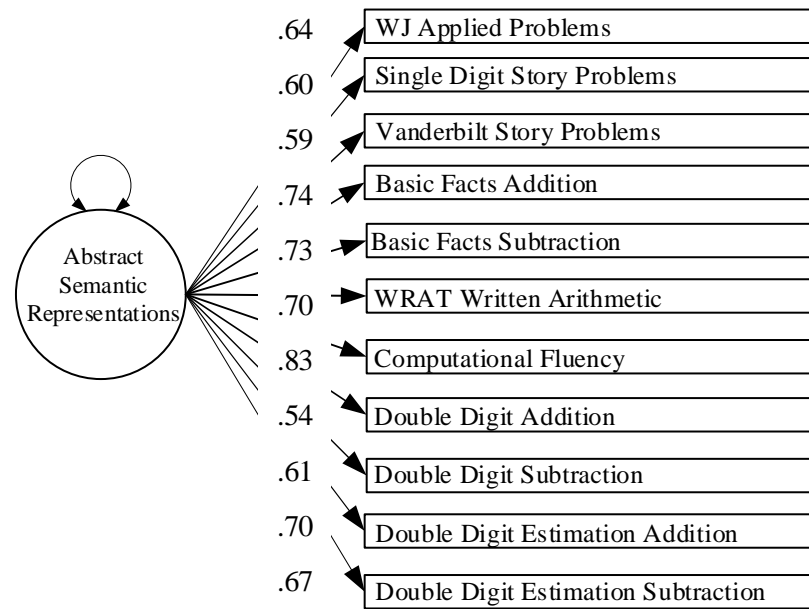 .64
WJ Applied Problems
.60
Single Digit Story Problems
.59
Vanderbilt Story Problems
.74
Basic Facts Addition
.73
Basic Facts Subtraction
.70
WRAT Written Arithmetic
.83
Computational Fluency
.54
Double Digit Addition
.61
Double Digit Subtraction
.70
Double Digit Estimation Addition
.67
Double Digit Estimation Subtraction
Abstract
Semantic
Representations